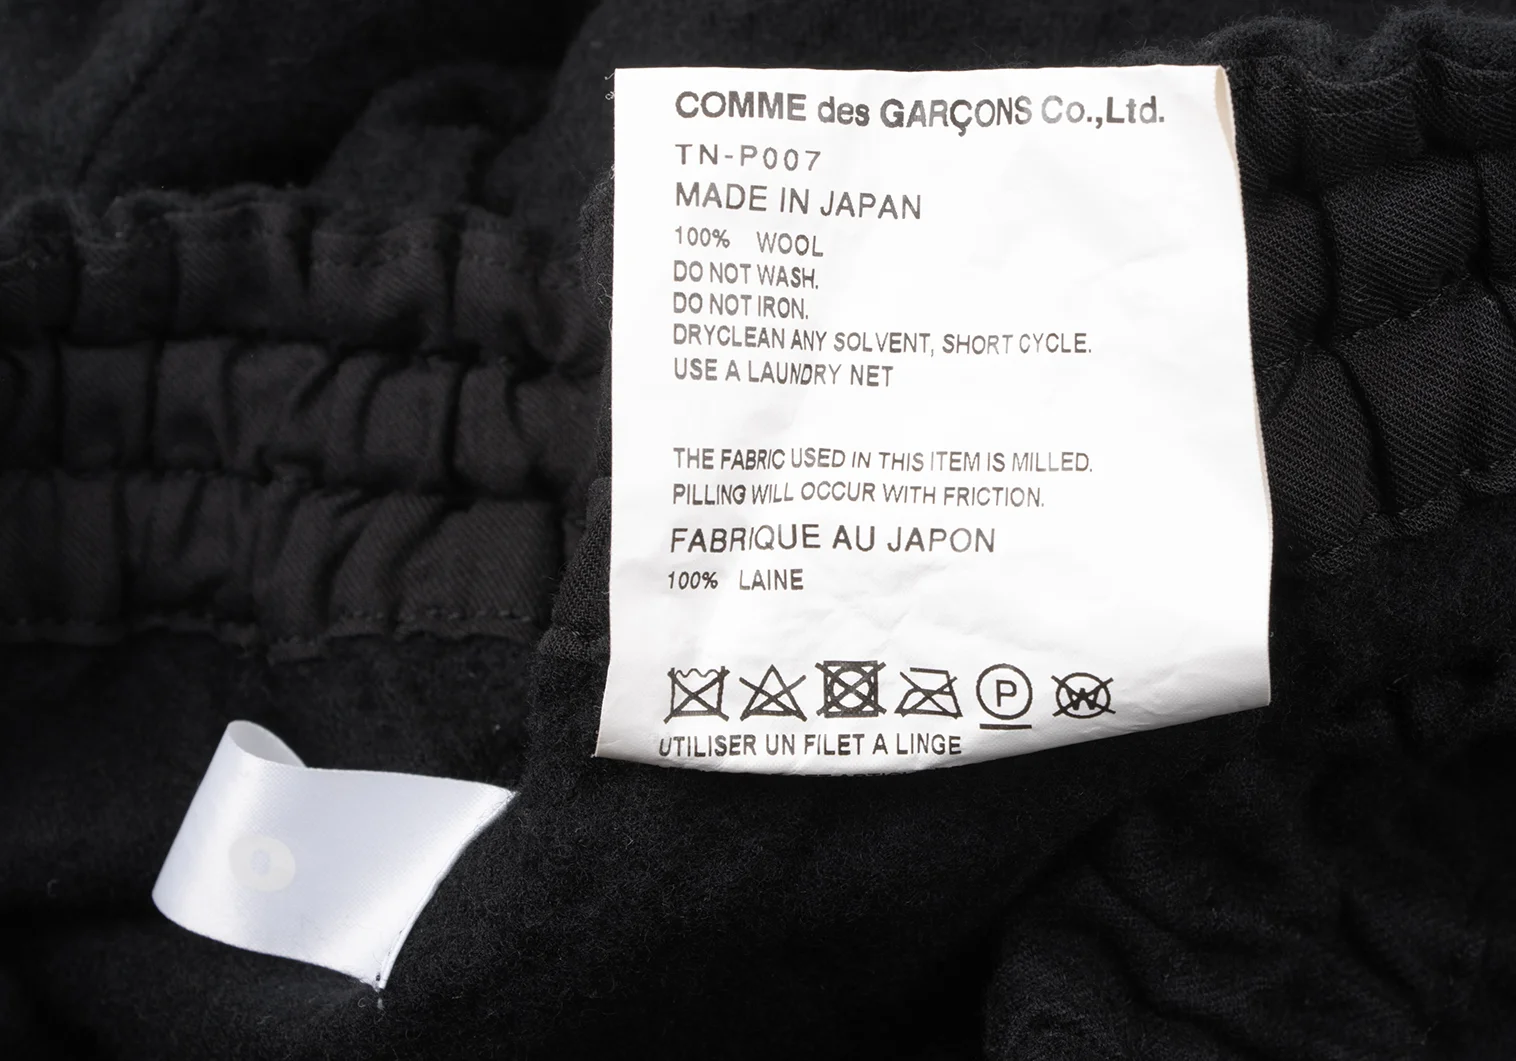 COMME des GARÇONS Co.,Ltd.
TN-P007
MADE IN JAPAN
100% WOOL
DO NOT WASH.
DO NOT IRON.
DRYCLEAN ANY SOLVENT, SHORT CYCLE.
USE A LAUNDRY NET
THE FABRIC USED IN THIS ITEM IS MILLED.
PILLING WILL OCCUR WITH FRICTION.
FABRIQUE AU JAPON
100% LAINE
P W
UTILISER UN FILET A LINGE